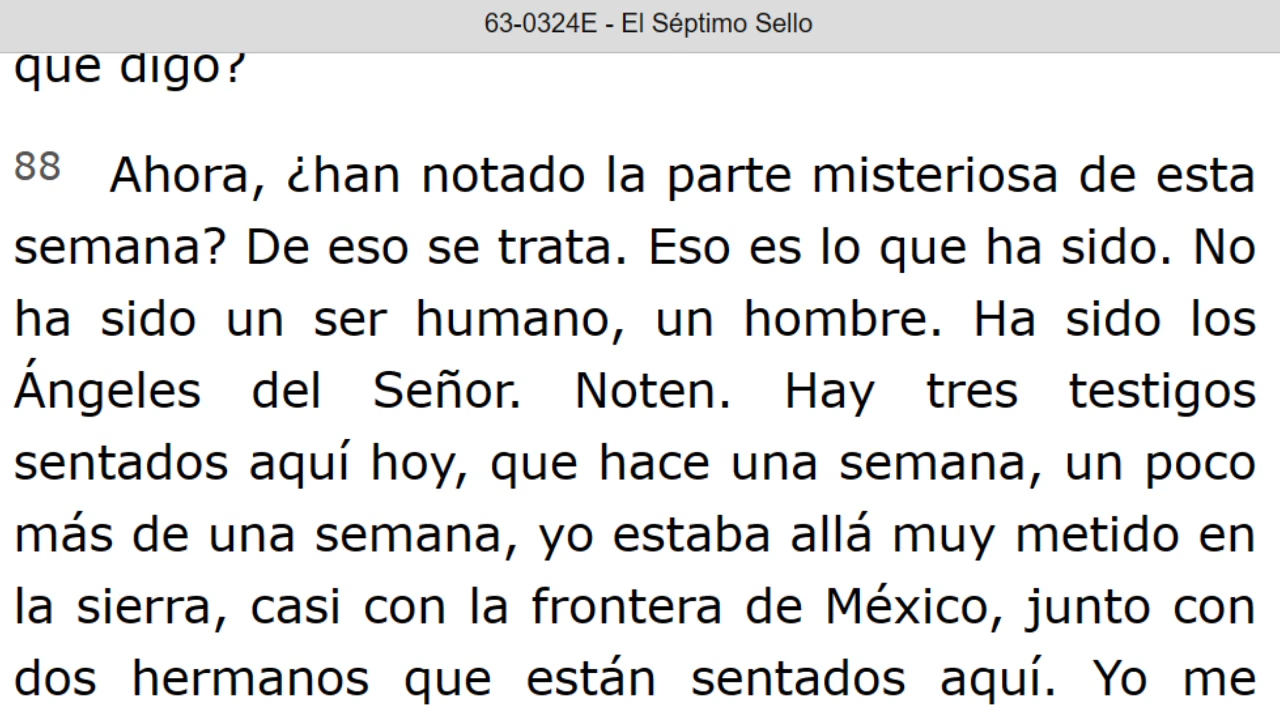 63-0324E - El Séptimo Sello
que digo?
88 Ahora, ¿han notado la parte misteriosa de esta
semana? De eso se trata. Eso es lo que ha sido. No
ha sido un ser humano, un hombre. Ha sido los
Ángeles del Señor. Noten. Hay tres testigos
sentados aquí hoy, que hace una semana, un poco
más de una semana, yo estaba allá muy metido en
la sierra, casi con la frontera de México, junto con
dos hermanos que están sentados aquí. Yo me